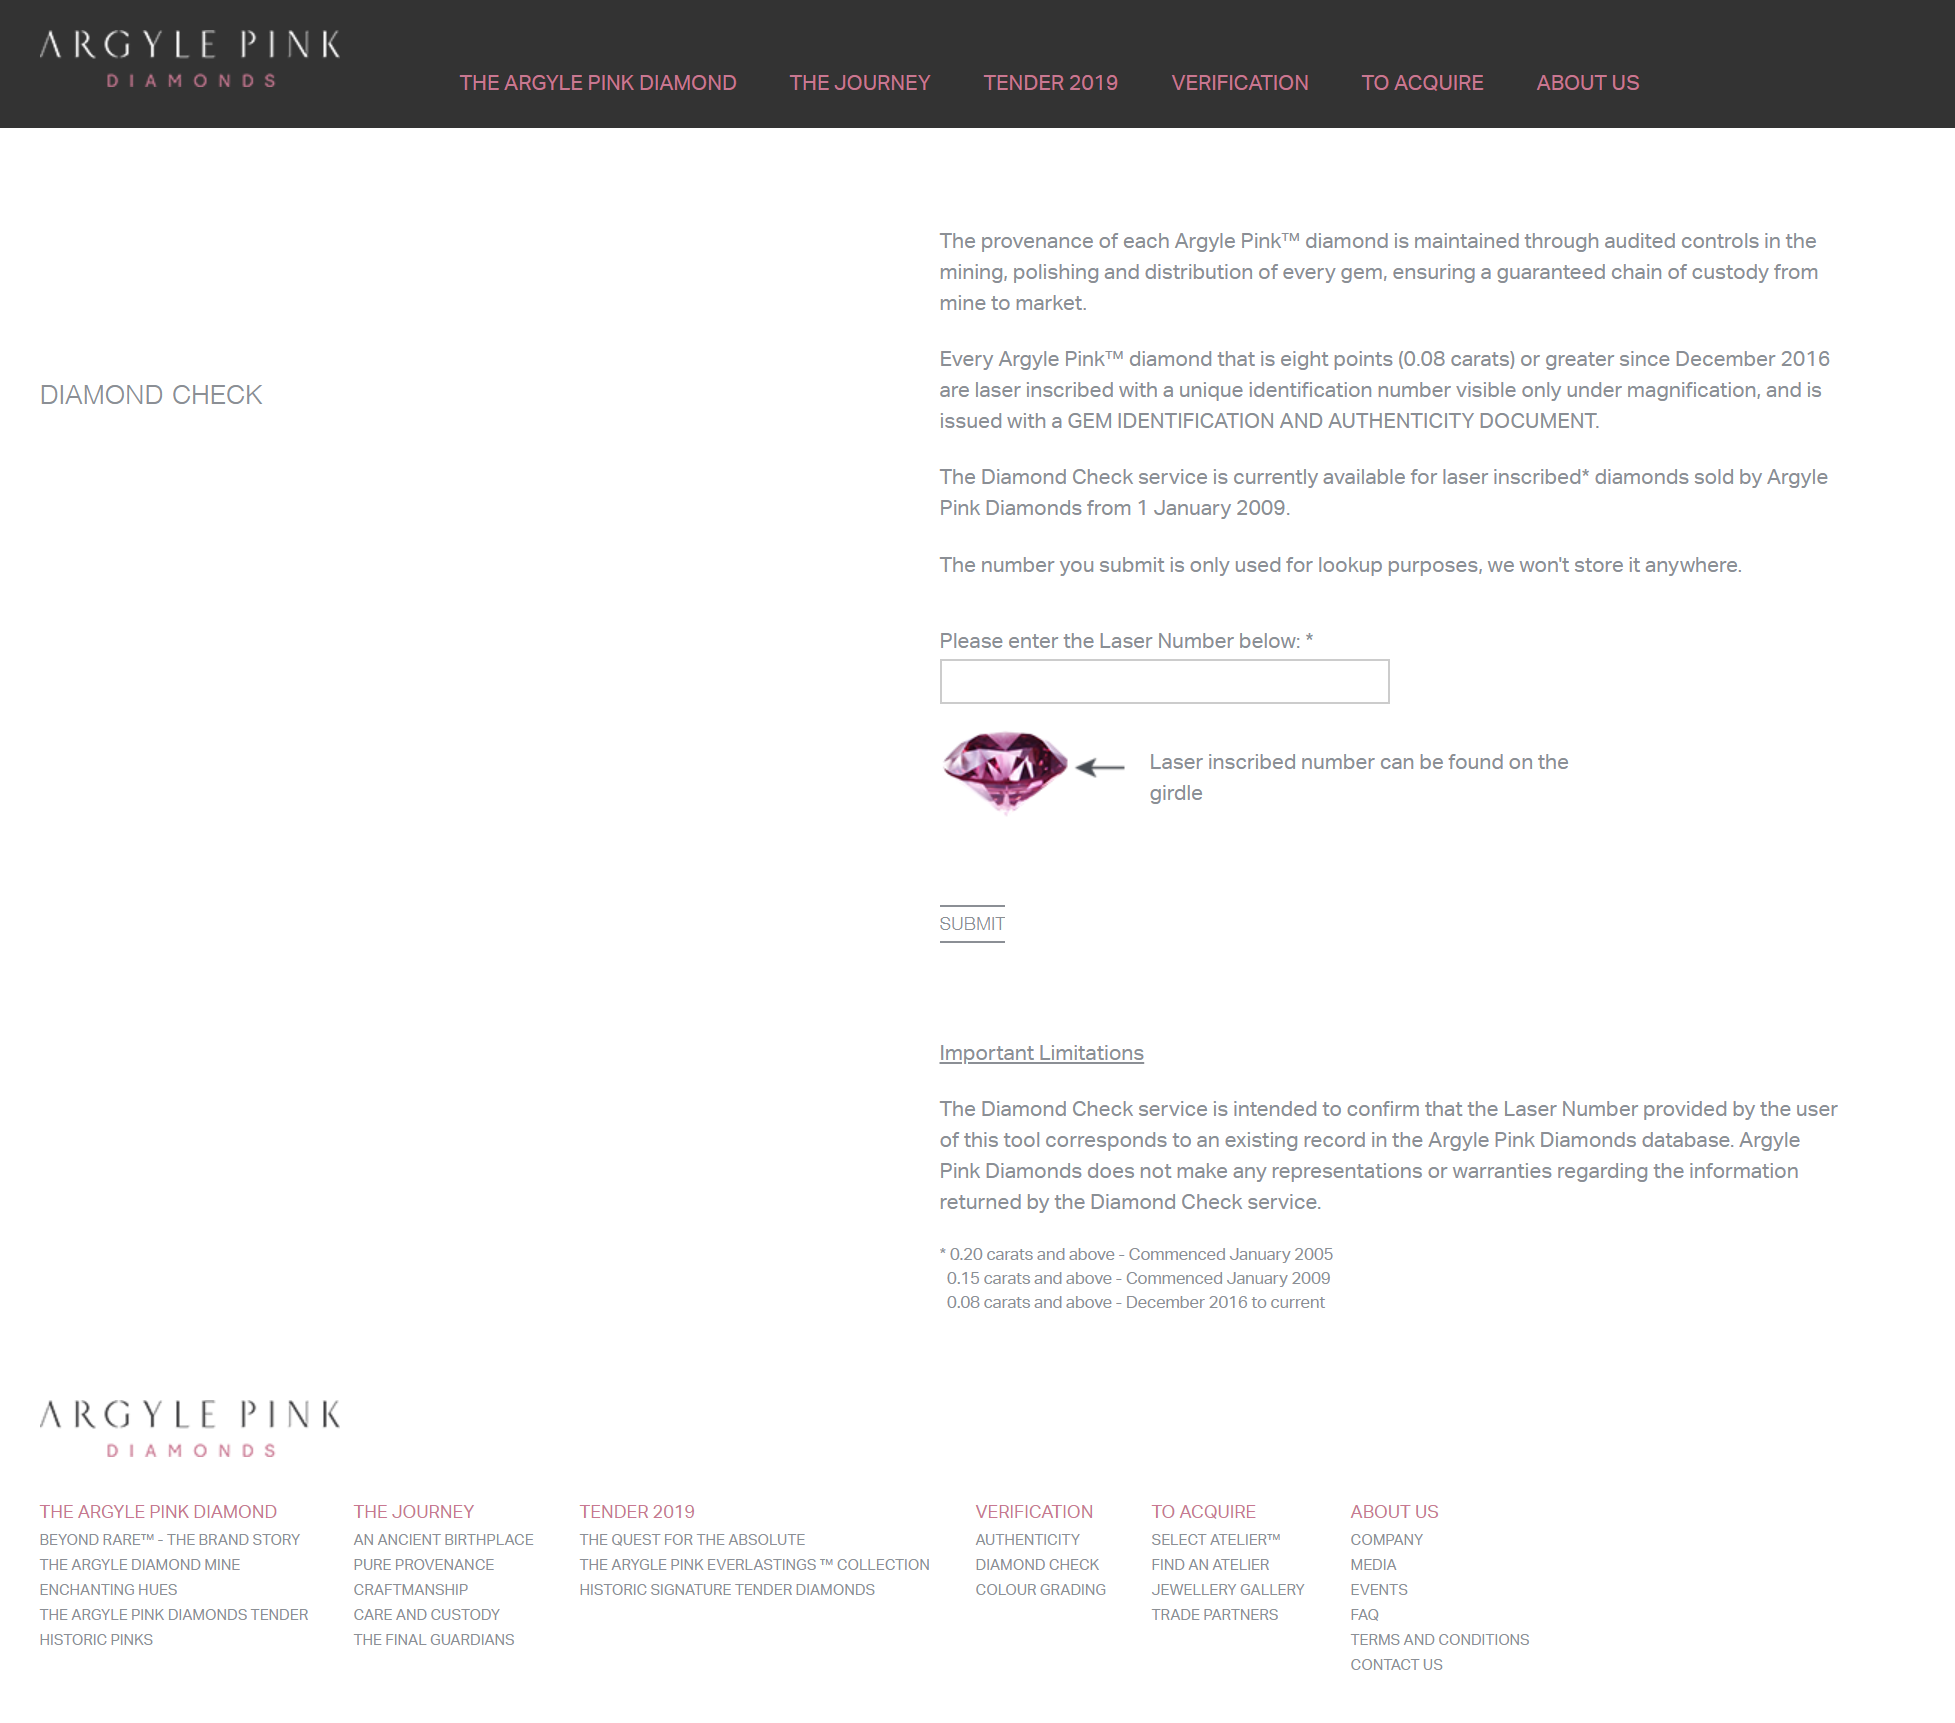 ARGYLE PINK
DIAMONDS
THE ARGYLE PINK DIAMOND
THE JOURNEY
TENDER 2019
VERIFICATION
TO ACQUIRE
ABOUT US
DIAMOND CHECK
The provenance of each Argyle Pink™ diamond is maintained through audited controls in the
mining, polishing and distribution of every gem, ensuring a guaranteed chain of custody from
mine to market.
Every Argyle Pink™ diamond that is eight points (0.08 carats) or greater since December 2016
are laser inscribed with a unique identification number visible only under magnification, and is
issued with a GEM IDENTIFICATION AND AUTHENTICITY DOCUMENT.
The Diamond Check service is currently available for laser inscribed* diamonds sold by Argyle
Pink Diamonds from 1 January 2009.
The number you submit is only used for lookup purposes, we won't store it anywhere.
Please enter the Laser Number below: *
Laser inscribed number can be found on the
girdle
SUBMIT
Important Limitations
The Diamond Check service is intended to confirm that the Laser Number provided by the user
of this tool corresponds to an existing record in the Argyle Pink Diamonds database. Argyle
Pink Diamonds does not make any representations or warranties regarding the information
returned by the Diamond Check service.
* 0.20 carats and above - Commenced January 2005
0.15 carats and above - Commenced January 2009
0.08 carats and above - December 2016 to current
ARGYLE PINK
DIAMONDS
THE ARGYLE PINK DIAMOND
BEYOND RARE™ - THE BRAND STORY
THE ARGYLE DIAMOND MINE
ENCHANTING HUES
THE ARGYLE PINK DIAMONDS TENDER
HISTORIC PINKS
THE JOURNEY
AN ANCIENT BIRTHPLACE
PURE PROVENANCE
CRAFTMANSHIP
CARE AND CUSTODY
THE FINAL GUARDIANS
TENDER 2019
THE QUEST FOR THE ABSOLUTE
THE ARYGLE PINK EVERLASTINGS ™ COLLECTION
HISTORIC SIGNATURE TENDER DIAMONDS
VERIFICATION
AUTHENTICITY
DIAMOND CHECK
COLOUR GRADING
TO ACQUIRE
SELECT ATELIER™
FIND AN ATELIER
JEWELLERY GALLERY
TRADE PARTNERS
ABOUT US
COMPANY
MEDIA
EVENTS
FAQ
TERMS AND CONDITIONS
CONTACT US